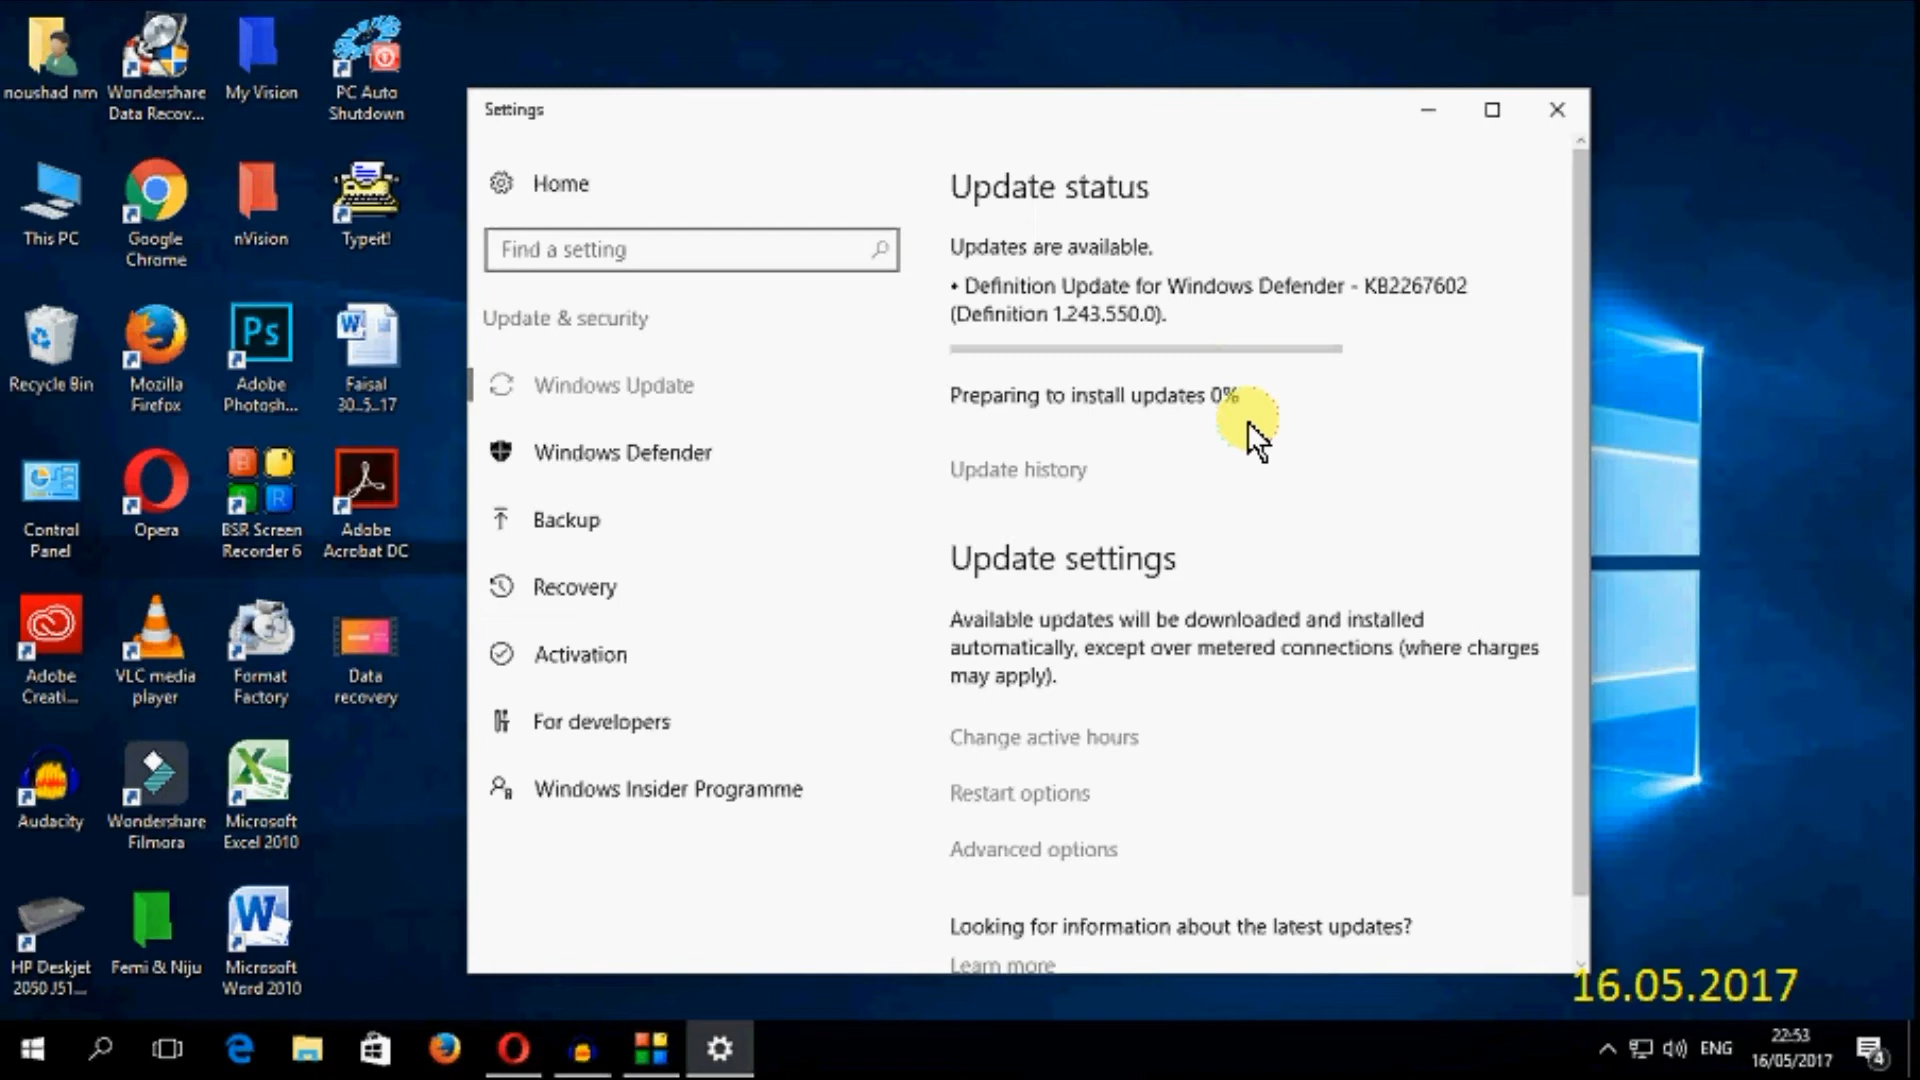 noushad nm
Wondershare
Data Recov...
My Vision
PC Auto
Shutdown
This PC
Google
Chrome
nVision
Typeit!
Recycle Bin
Mozilla
Firefox
Adobe
Photosh...
Faisal
30..5..17
Control
Panel
Opera
BSR Screen
Recorder 6
Adobe
Acrobat DC
Adobe
Creati...
VLC media
player
Format
Factory
Data
recovery
Audacity
Wondershare
Filmora
Microsoft
Excel 2010
HP Deskjet
2050 J51...
Femi & Niju
Microsoft
Word 2010
Ps
Settings
Home
Find a setting
Update & security
Windows Update
Windows Defender
Backup
Recovery
Activation
For developers
Windows Insider Programme
Update status
Updates are available.
• Definition Update for Windows Defender - KB2267602
(Definition 1.243.550.0).
Preparing to install updates 0%
Update history
Update settings
Available updates will be downloaded and installed
automatically, except over metered connections (where charges
may apply).
Change active hours
Restart options
Advanced options
Looking for information about the latest updates?
Learn more
16.05.2017
ENG
22:53
16/05/2017
4